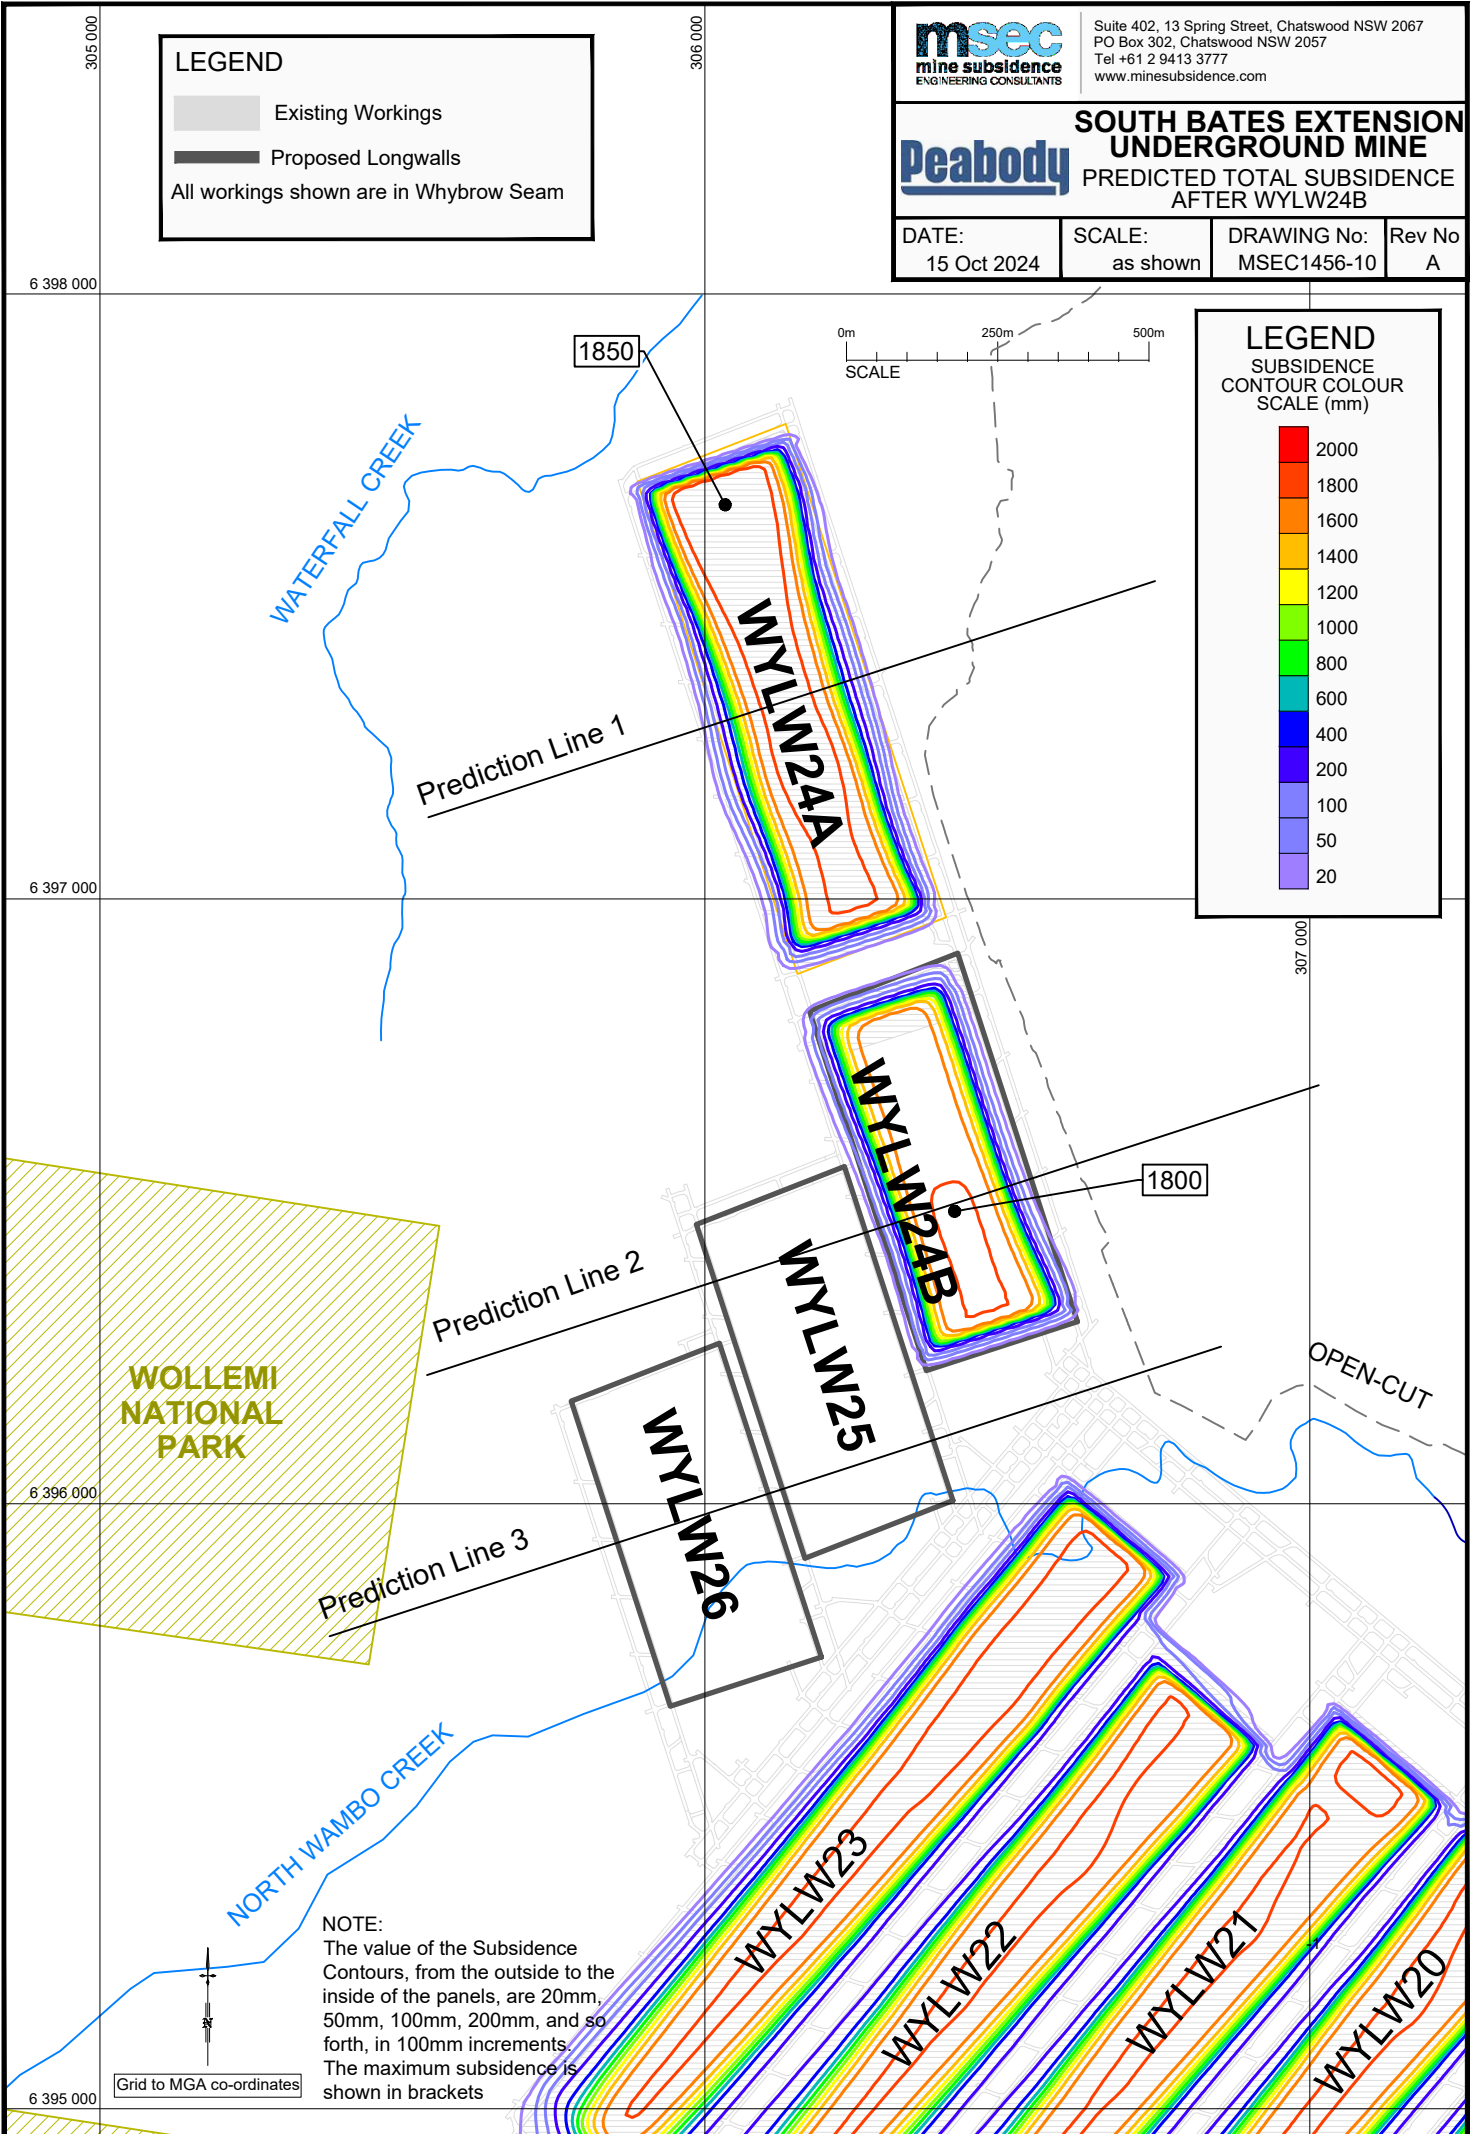 305 000
306 000
LEGEND
Existing Workings
Proposed Longwalls
All workings shown are in Whybrow Seam
msec
mine subsidence
ENGINEERING CONSULTANTS
Suite 402, 13 Spring Street, Chatswood NSW 2067
PO Box 302, Chatswood NSW 2057
Tel +61 2 9413 3777
www.minesubsidence.com
Peabody
SOUTH BATES EXTENSION
UNDERGROUND MINE
PREDICTED TOTAL SUBSIDENCE
AFTER WYLW24B
DATE:
15 Oct 2024
SCALE:
as shown
DRAWING No:
MSEC1456-10
Rev No
A
6 398 000
1850
0m 250m 500m
SCALE
LEGEND
SUBSIDENCE
CONTOUR COLOUR
SCALE (mm)
2000
1800
1600
1400
1200
1000
800
600
400
200
100
50
20
WATERFALL CREEK
WYLW24A
Prediction Line 1
6 397 000
307 000
WYLW24B
1800
Prediction Line 2
WYLW25
WOLLEMI
NATIONAL
PARK
OPEN-CUT
WYLW26
6 396 000
Prediction Line 3
NORTH WAMBO CREEK
WYLW23
WYLW22
WYLW21
WYLW20
-1
N
Grid to MGA co-ordinates
NOTE:
The value of the Subsidence
Contours, from the outside to the
inside of the panels, are 20mm,
50mm, 100mm, 200mm, and so
forth, in 100mm increments.
The maximum subsidence is
shown in brackets
6 395 000